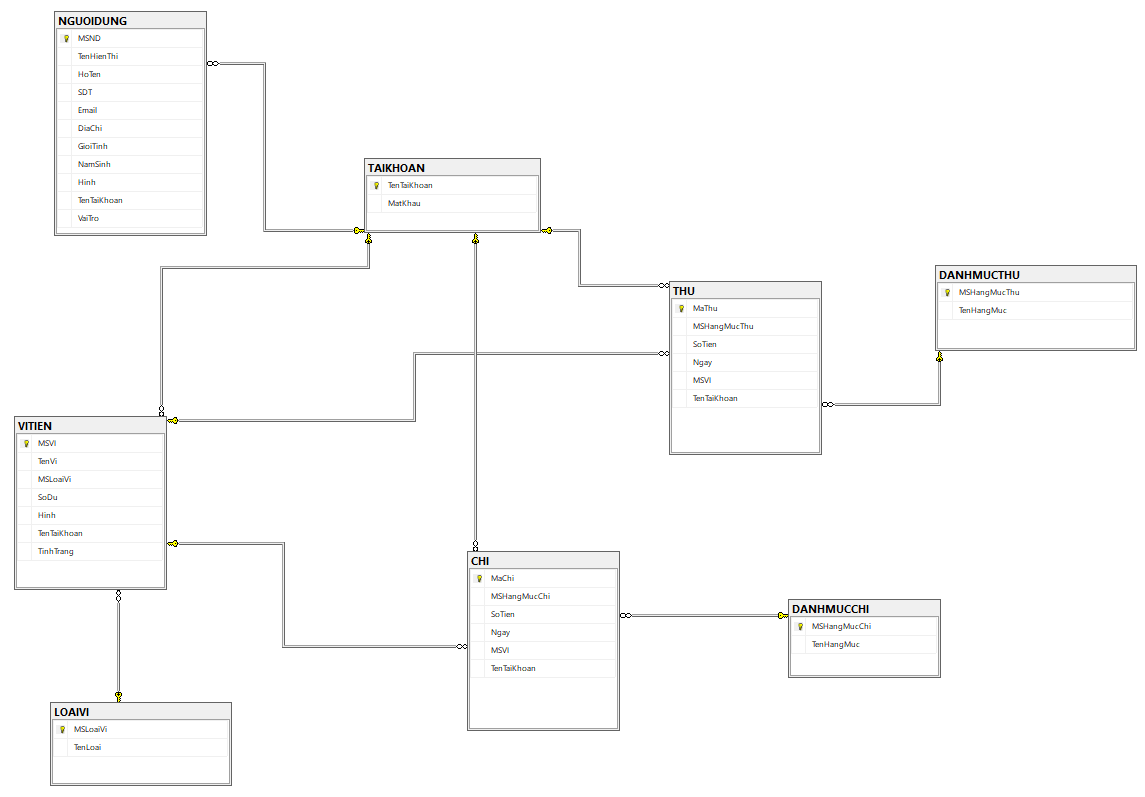 NGUOIDUNG
MSND
TenHienThi
HoTen
SDT
Email
DiaChi
GioiTinh
NamSinh
Hinh
TenTaiKhoan
VaiTro
TAIKHOAN
TenTaiKhoan
MatKhau
DANHMUCTHU
MSHangMucThu
TenHangMuc
THU
MaThu
MSHangMucThu
SoTien
Ngay
MSVI
TenTaiKhoan
VITIEN
MSVI
TenVi
MSLoaiVi
SoDu
Hinh
TenTaiKhoan
TinhTrang
CHI
MaChi
MSHangMucChi
SoTien
Ngay
MSVI
TenTaiKhoan
DANHMUCCHI
MSHangMucChi
TenHangMuc
LOAIVI
MSLoaiVi
TenLoai